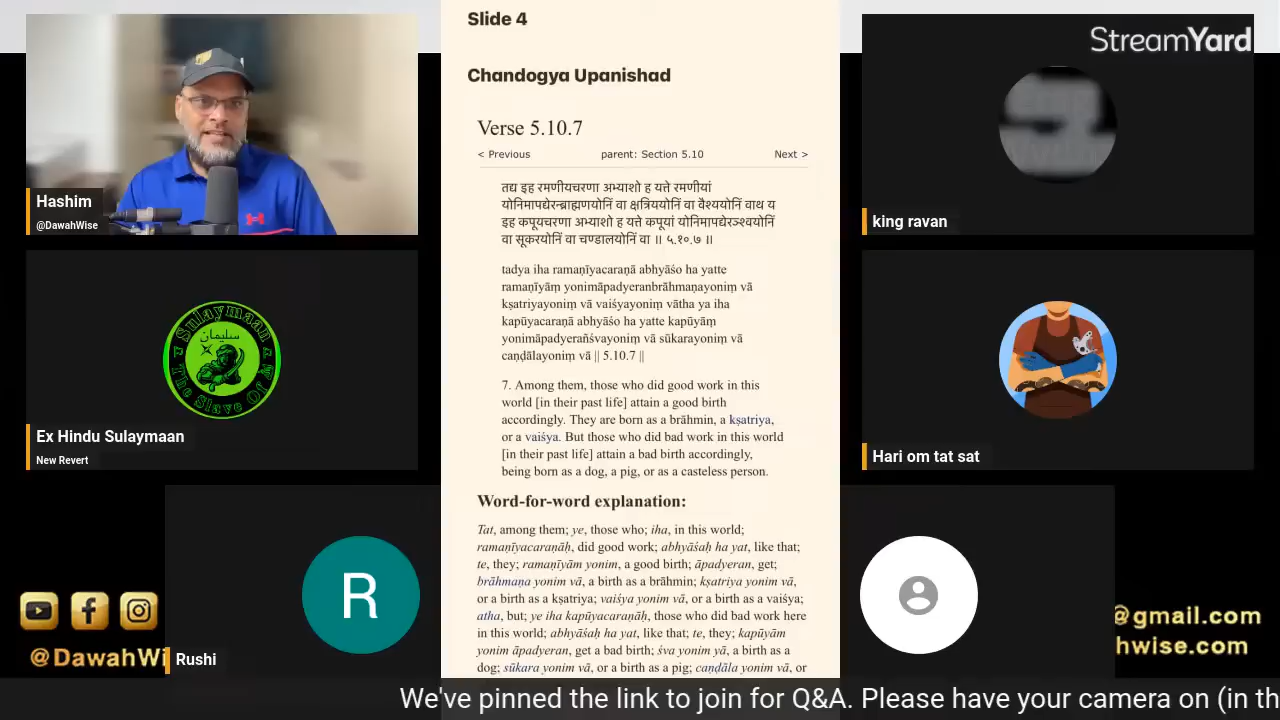 StreamYard
Hashim
@DawahWise
Ex Hindu Sulaymaan
New Revert
Sulaymaan
سليمان
The Slave Of A
Rushi
R
@DawahWi
Slide 4
Chandogya Upanishad
Verse 5.10.7
< Previous parent: Section 5.10 Next >
तद्य इह रमणीयचरणा अभ्याशो ह यत्ते रमणीयां
योनिमापद्येरन्ब्राह्मणयोनिं वा क्षत्रिययोनिं वा वैश्ययोनिं वाथ य
इह कपूयचरणा अभ्याशो ह यत्ते कपूयां योनिमापद्येरञ्श्वयोनिं
वा सूकरयोनिं वा चण्डालयोनिं वा ॥ ५.१०.७ ॥
tadya iha ramaṇīyacaraṇā abhyāśo ha yatte
ramaṇīyāṃ yonimāpadyeranbrāhmaṇayoniṃ vā
kṣatriyayoniṃ vā vaiśyayoniṃ vātha ya iha
kapūyacaraṇā abhyāśo ha yatte kapūyāṃ
yonimāpadyerañśvayoniṃ vā sūkarayoniṃ vā
caṇḍālayoniṃ vā || 5.10.7 ||
7. Among them, those who did good work in this
world [in their past life] attain a good birth
accordingly. They are born as a brāhmin, a kṣatriya,
or a vaiśya. But those who did bad work in this world
[in their past life] attain a bad birth accordingly,
being born as a dog, a pig, or as a casteless person.
Word-for-word explanation:
Tat, among them; ye, those who; iha, in this world;
ramaṇīyacaraṇāḥ, did good work; abhyāśaḥ ha yat, like that;
te, they; ramaṇīyām yonim, a good birth; āpadyeran, get;
brāhmaṇa yonim vā, a birth as a brāhmin; kṣatriya yonim vā,
or a birth as a kṣatriya; vaiśya yonim vā, or a birth as a vaiśya;
atha, but; ye iha kapūyacaraṇāḥ, those who did bad work here
in this world; abhyāśaḥ ha yat, like that; te, they; kapūyām
yonim āpadyeran, get a bad birth; śva yonim vā, a birth as a
dog; sūkara yonim vā, or a birth as a pig; caṇḍāla yonim vā, or
king ravan
Hari om tat sat
@gmail.com
hwise.com
We've pinned the link to join for Q&A. Please have your camera on (in th